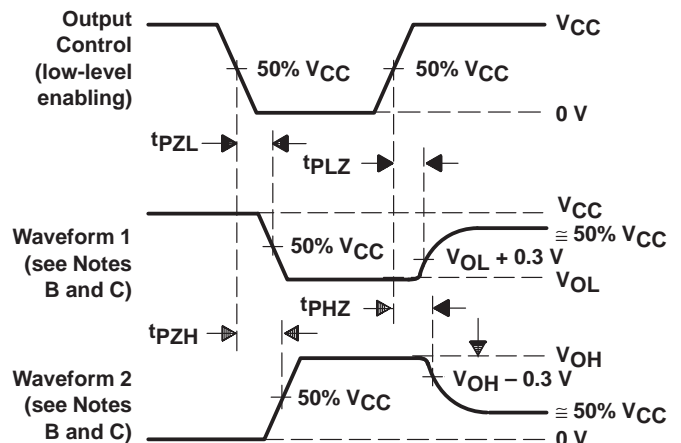 Output
Control
(low-level
enabling)
VCC
50% VCC
50% VCC
0 V
tPZL
tPLZ
VCC
≅ 50% VCC
Waveform 1
(see Notes
B and C)
50% VCC
VOL + 0.3 V
VOL
tPHZ
tPZH
VOH
Waveform 2
(see Notes
B and C)
50% VCC
VOH – 0.3 V
≅ 50% VCC
0 V